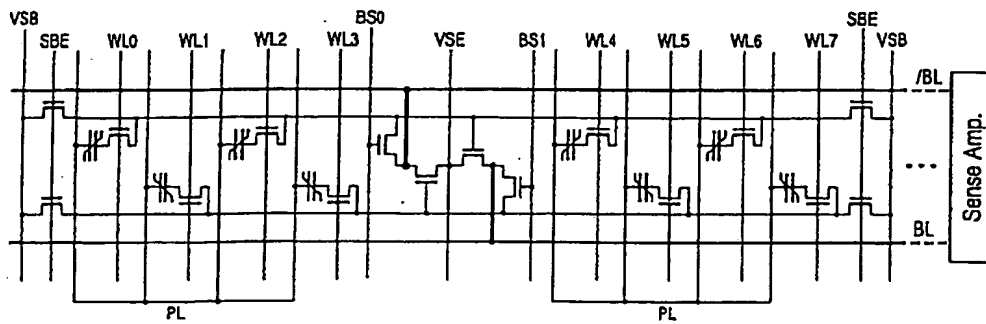 VSB SBE WL0 WL1 WL2 WL3 BS0 VSE BS1 WL4 WL5 WL6 WL7 SBE VSB
/BL
BL
Sense Amp.
PL PL